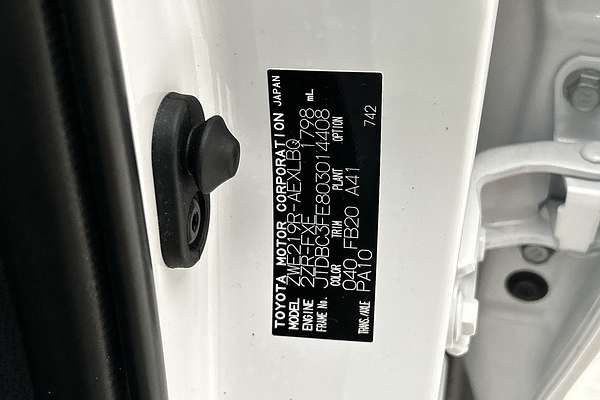 TOYOTA MOTOR CORPORATION JAPAN
MODEL ZWE219R-AEXLBQ
ENGINE 2ZR-FXE 1798 mL
FRAME No. JTDBC3FE803014408
COLOR TRIM PLANT OPTION
040 FB20 A41 742
TRANS./AXLE PA10